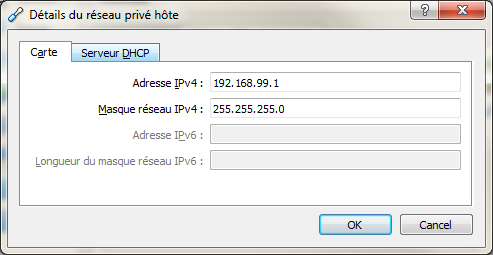 Détails du réseau privé hôte
Carte
Serveur DHCP
Adresse IPv4 : 192.168.99.1
Masque réseau IPv4 : 255.255.255.0
Adresse IPv6 :
Longueur du masque réseau IPv6 :
OK
Cancel